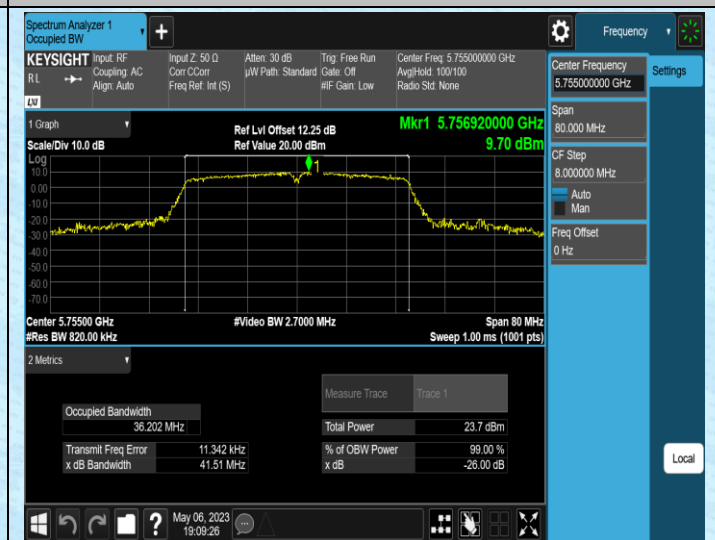 Spectrum Analyzer 1
Occupied BW
+
Frequency
KEYSIGHT
Input: RF
Coupling: AC
Align: Auto
R L
LXI
Input Z: 50 Ω
Corr CCorr
Freq Ref: Int (S)
Atten: 30 dB
µW Path: Standard
Trig: Free Run
Gate: Off
#IF Gain: Low
Center Freq: 5.755000000 GHz
Avg|Hold: 100/100
Radio Std: None
Center Frequency
5.755000000 GHz
Settings
Span
80.000 MHz
CF Step
8.000000 MHz
Auto
Man
Freq Offset
0 Hz
1 Graph
Scale/Div 10.0 dB
Ref Lvl Offset 12.25 dB
Ref Value 20.00 dBm
Mkr1 5.756920000 GHz
9.70 dBm
Log
10.0
0.00
-10.0
-20.0
-30.0
-40.0
-50.0
-60.0
-70.0
1
Center 5.75500 GHz
#Res BW 820.00 kHz
#Video BW 2.7000 MHz
Span 80 MHz
Sweep 1.00 ms (1001 pts)
2 Metrics
Measure Trace
Trace 1
Occupied Bandwidth
36.202 MHz
Total Power
23.7 dBm
Transmit Freq Error
11.342 kHz
% of OBW Power
99.00 %
x dB Bandwidth
41.51 MHz
x dB
-26.00 dB
Local
?
May 06, 2023
19:09:26